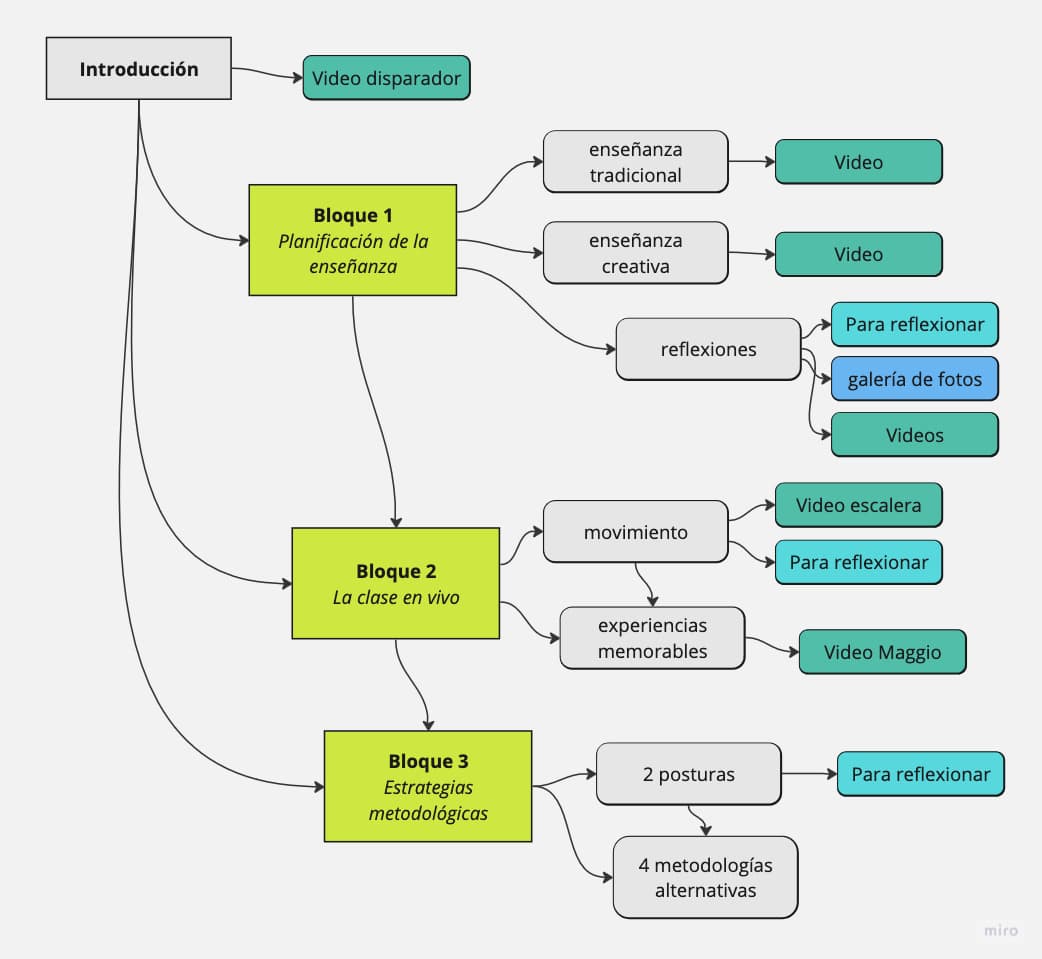 Introducción
Video disparador
enseñanza
tradicional
Video
Bloque 1
Planificación de la
enseñanza
enseñanza
creativa
Video
reflexiones
Para reflexionar
galería de fotos
Videos
Bloque 2
La clase en vivo
movimiento
Video escalera
Para reflexionar
experiencias
memorables
Video Maggio
Bloque 3
Estrategias
metodológicas
2 posturas
Para reflexionar
4 metodologías
alternativas
miro